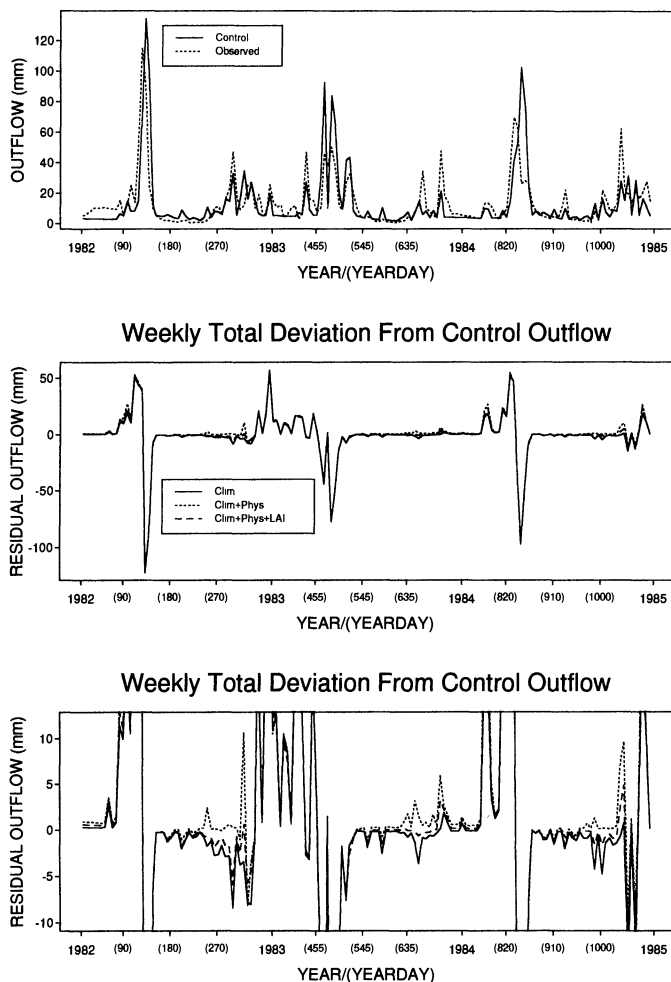 120
100
80
60
40
20
0
OUTFLOW (mm)
Control
Observed
1982 (90) (180) (270) 1983 (455) (545) (635) 1984 (820) (910) (1000) 1985
YEAR/(YEARDAY)
Weekly Total Deviation From Control Outflow
50
0
-50
-100
RESIDUAL OUTFLOW (mm)
Clim
Clim+Phys
Clim+Phys+LAI
1982 (90) (180) (270) 1983 (455) (545) (635) 1984 (820) (910) (1000) 1985
YEAR/(YEARDAY)
Weekly Total Deviation From Control Outflow
10
5
0
-5
-10
RESIDUAL OUTFLOW (mm)
1982 (90) (180) (270) 1983 (455) (545) (635) 1984 (820) (910) (1000) 1985
YEAR/(YEARDAY)